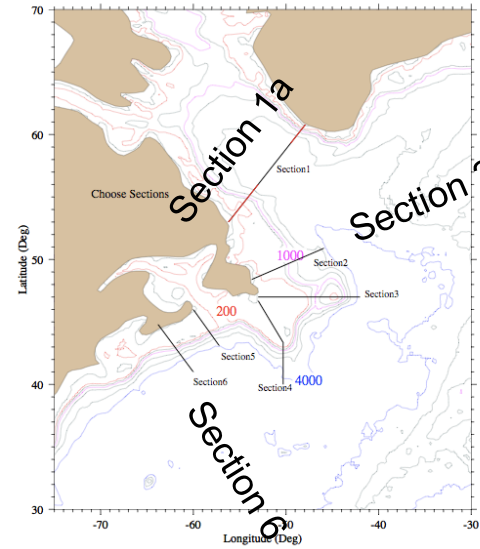 70
60
50
40
30
Latitude (Deg)
Section 1a
Choose Sections
Section1
Section
1000
Section2
Section3
200
Section5
Section6
Section4
4000
Section 6
-70
-60
-50
-40
-30
Longitude (Deg)